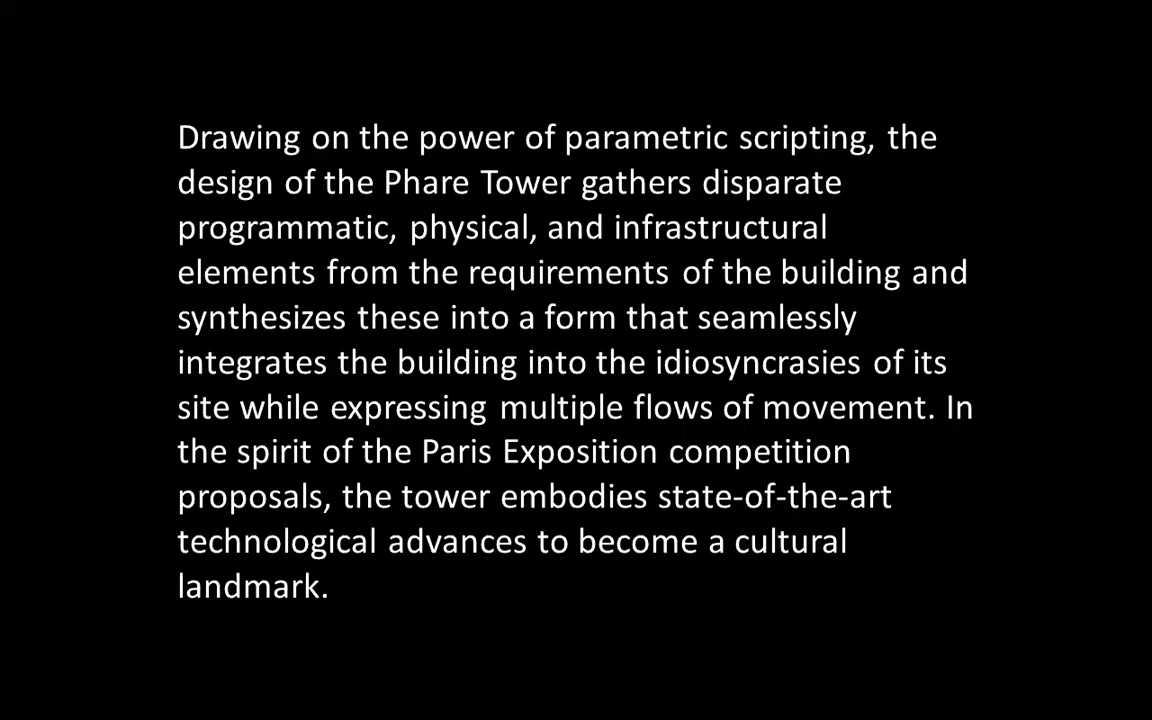 Drawing on the power of parametric scripting, the
design of the Phare Tower gathers disparate
programmatic, physical, and infrastructural
elements from the requirements of the building and
synthesizes these into a form that seamlessly
integrates the building into the idiosyncrasies of its
site while expressing multiple flows of movement. In
the spirit of the Paris Exposition competition
proposals, the tower embodies state-of-the-art
technological advances to become a cultural
landmark.